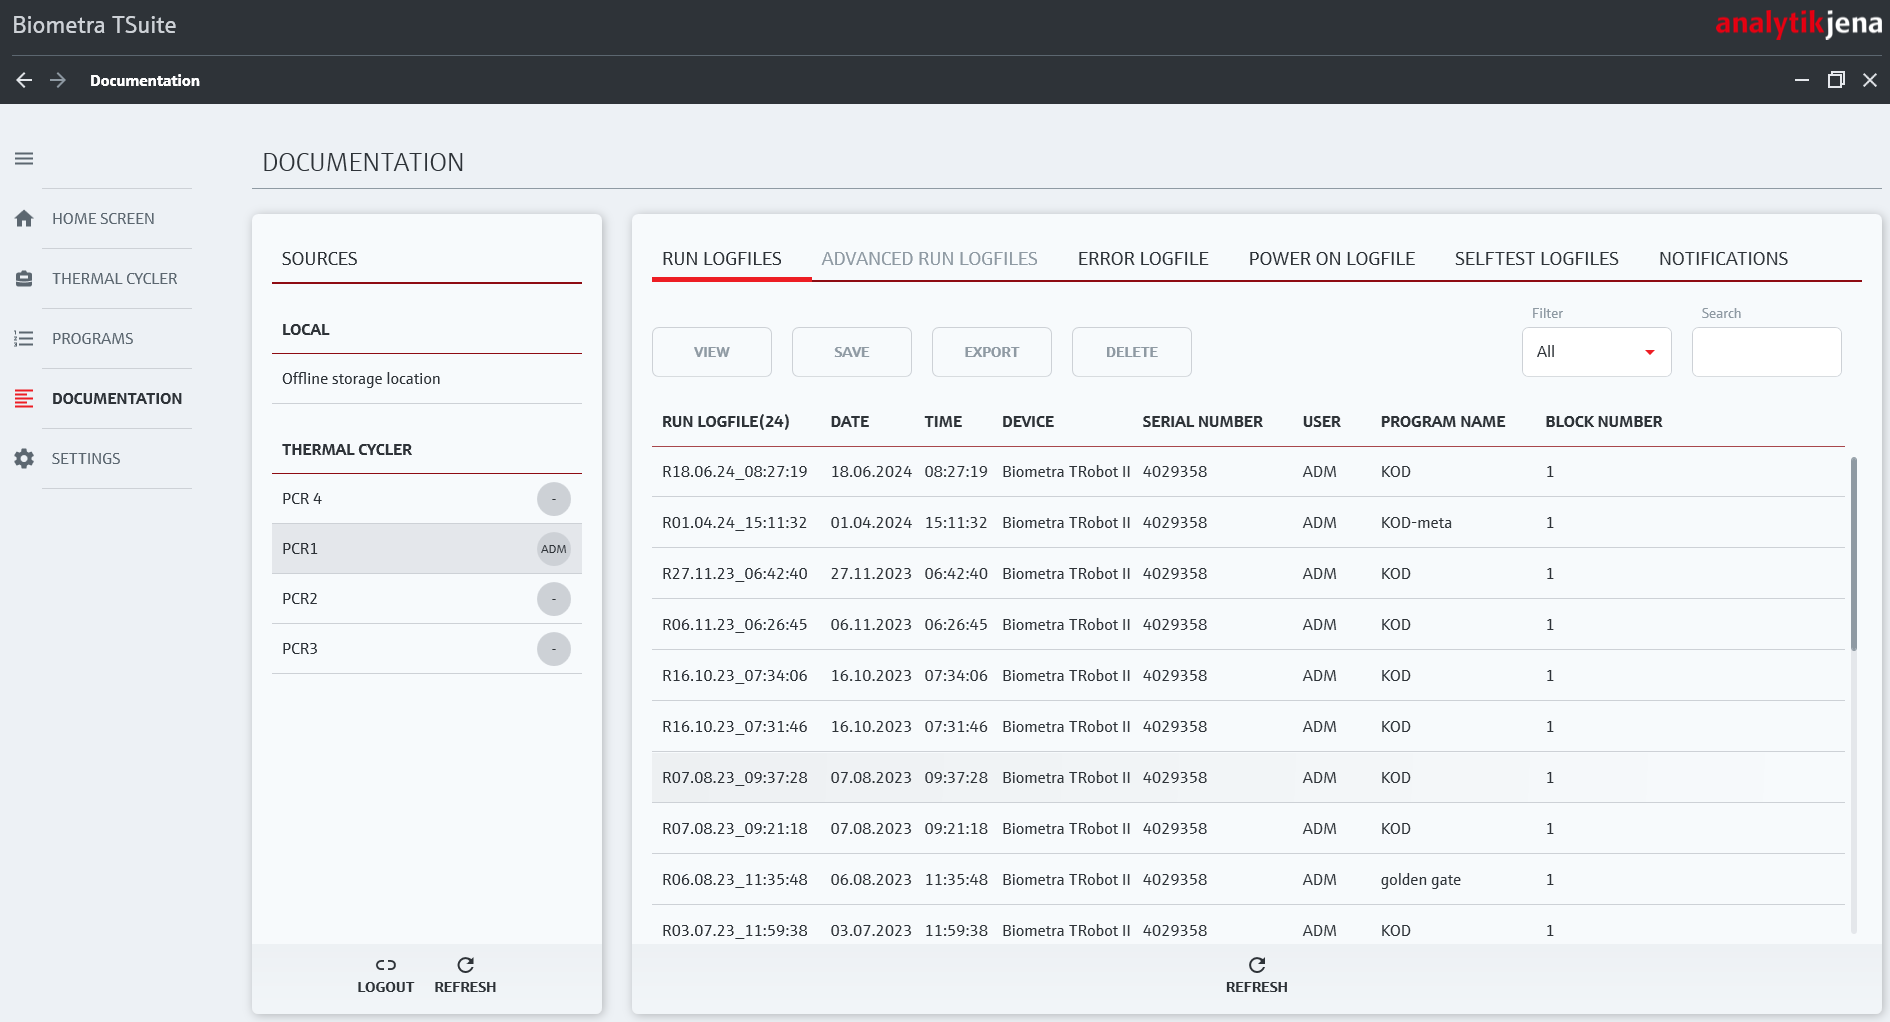 Biometra TSuite
analytikjena
Documentation
DOCUMENTATION
HOME SCREEN
THERMAL CYCLER
PROGRAMS
DOCUMENTATION
SETTINGS
SOURCES
LOCAL
Offline storage location
THERMAL CYCLER
PCR 4 -
PCR1 ADM
PCR2 -
PCR3 -
LOGOUT REFRESH
RUN LOGFILES ADVANCED RUN LOGFILES ERROR LOGFILE POWER ON LOGFILE SELFTEST LOGFILES NOTIFICATIONS
Filter Search
VIEW SAVE EXPORT DELETE All
RUN LOGFILE(24) DATE TIME DEVICE SERIAL NUMBER USER PROGRAM NAME BLOCK NUMBER
R18.06.24_08:27:19 18.06.2024 08:27:19 Biometra TRobot II 4029358 ADM KOD 1
R01.04.24_15:11:32 01.04.2024 15:11:32 Biometra TRobot II 4029358 ADM KOD-meta 1
R27.11.23_06:42:40 27.11.2023 06:42:40 Biometra TRobot II 4029358 ADM KOD 1
R06.11.23_06:26:45 06.11.2023 06:26:45 Biometra TRobot II 4029358 ADM KOD 1
R16.10.23_07:34:06 16.10.2023 07:34:06 Biometra TRobot II 4029358 ADM KOD 1
R16.10.23_07:31:46 16.10.2023 07:31:46 Biometra TRobot II 4029358 ADM KOD 1
R07.08.23_09:37:28 07.08.2023 09:37:28 Biometra TRobot II 4029358 ADM KOD 1
R07.08.23_09:21:18 07.08.2023 09:21:18 Biometra TRobot II 4029358 ADM KOD 1
R06.08.23_11:35:48 06.08.2023 11:35:48 Biometra TRobot II 4029358 ADM golden gate 1
R03.07.23_11:59:38 03.07.2023 11:59:38 Biometra TRobot II 4029358 ADM KOD 1
REFRESH